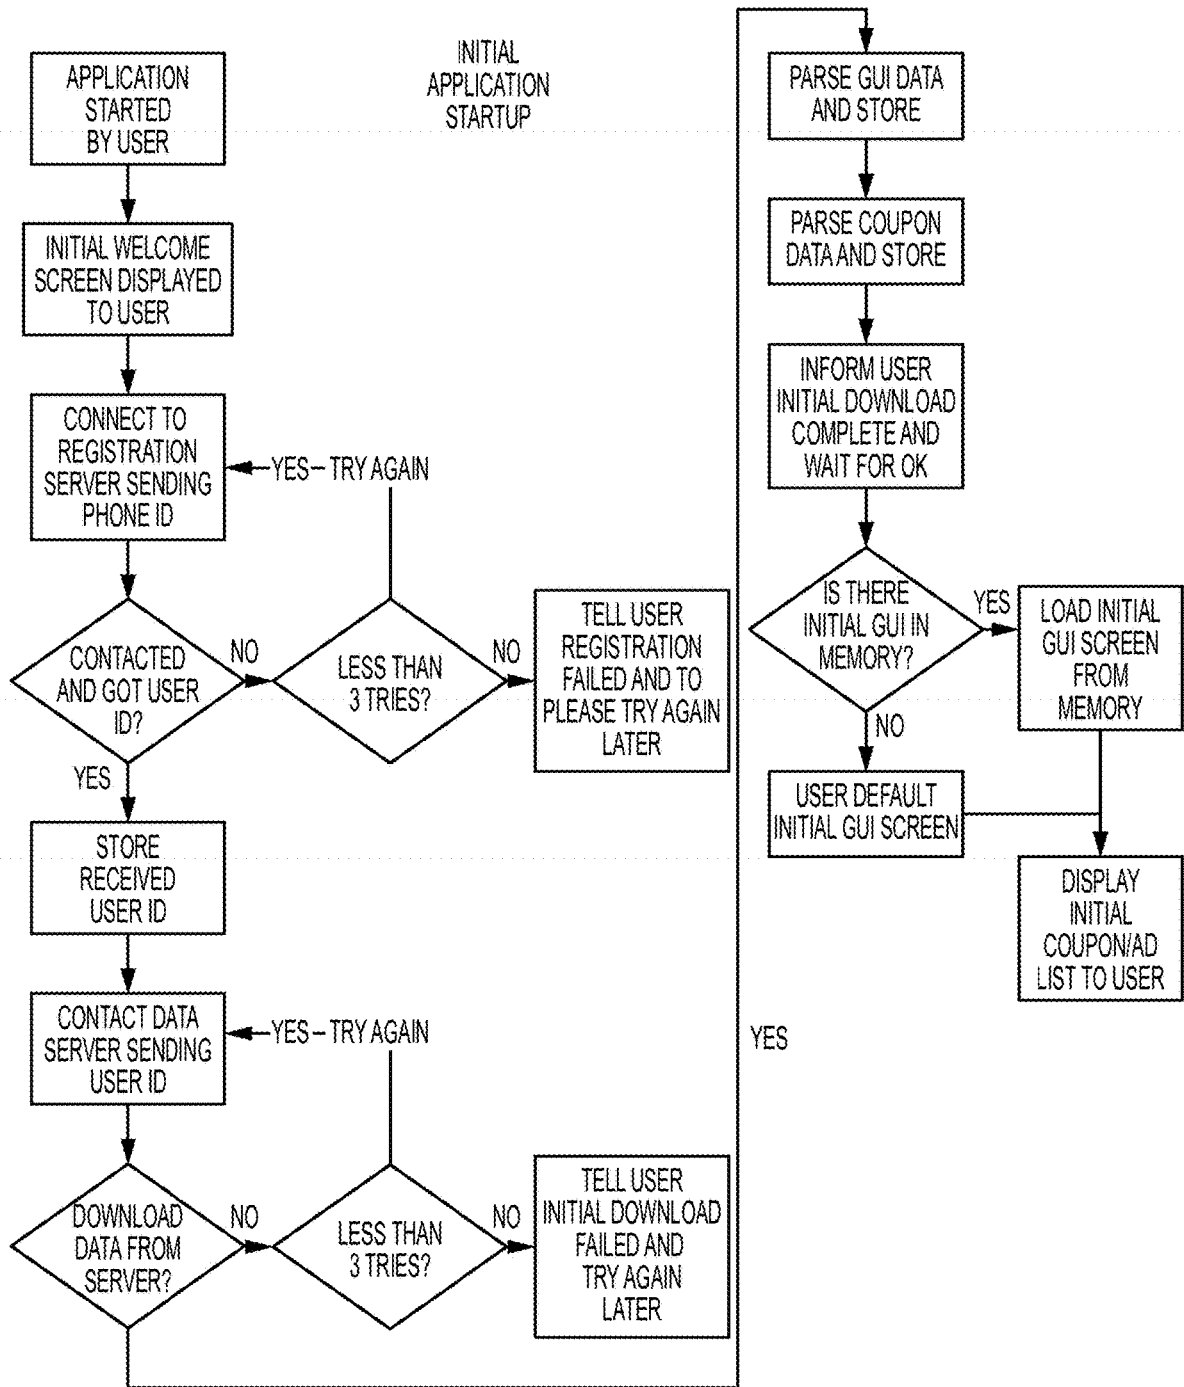 INITIAL
APPLICATION
STARTUP
APPLICATION
STARTED
BY USER
INITIAL WELCOME
SCREEN DISPLAYED
TO USER
CONNECT TO
REGISTRATION
SERVER SENDING
PHONE ID
YES – TRY AGAIN
CONTACTED
AND GOT USER
ID?
NO
LESS THAN
3 TRIES?
NO
TELL USER
REGISTRATION
FAILED AND TO
PLEASE TRY AGAIN
LATER
YES
STORE
RECEIVED
USER ID
CONTACT DATA
SERVER SENDING
USER ID
YES – TRY AGAIN
DOWNLOAD
DATA FROM
SERVER?
NO
LESS THAN
3 TRIES?
NO
TELL USER
INITIAL DOWNLOAD
FAILED AND
TRY AGAIN
LATER
YES
PARSE GUI DATA
AND STORE
PARSE COUPON
DATA AND STORE
INFORM USER
INITIAL DOWNLOAD
COMPLETE AND
WAIT FOR OK
IS THERE
INITIAL GUI IN
MEMORY?
YES
LOAD INITIAL
GUI SCREEN
FROM
MEMORY
NO
USER DEFAULT
INITIAL GUI SCREEN
DISPLAY
INITIAL
COUPON/AD
LIST TO USER